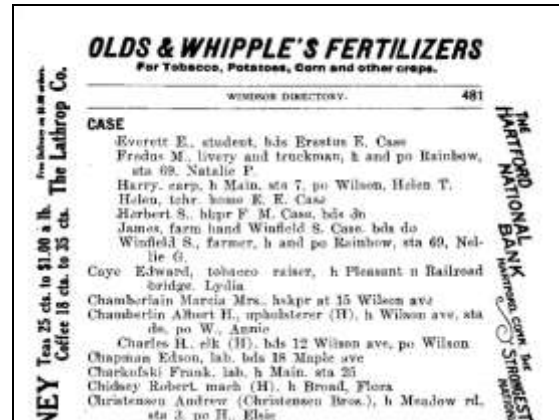 OLDS & WHIPPLE'S FERTILIZERS
For Tobacco, Potatoes, Corn and other crops.
WINDSOR DIRECTORY. 481
CASE
Everett E., student, bds Erastus E. Case
Fredus M., livery and truckman, h and po Rainbow,
sta 69, Natalie P.
Harry, carp, h Main, sta 7, po Wilson, Helen T.
Helen, tchr. home E. E. Case
Herbert S., bkpr F. M. Case, bds do
James, farm hand Winfield S. Case, bds do
Winfield S., farmer, h and po Rainbow, sta 69, Nel-
lie G.
Caye Edward, tobacco raiser, h Pleasant n Railroad
bridge. Lydia
Chamberlain Marcia Mrs., hskpr at 15 Wilson ave
Chamberlin Albert H., upholsterer (H), h Wilson ave, sta
do, po W., Annie
Charles H., clk (H), bds 12 Wilson ave, po Wilson
Chapman Edson, lab. bds 18 Maple ave
Charkofski Frank, lab. h Main, sta 25
Chidsey Robert, mach (H), h Broad, Flora
Christensen Andrew (Christensen Bros.), h Meadow rd,
sta 3, po H., Elsie
Free Delivery on
The Lathrop Co.
Teas 25 cts. to $1.00 a lb.
Coffee 18 cts. to 35 cts.
NEY
THE
HARTFORD
NATIONAL
BANK
HARTFORD, CONN. THE
STRONGEST